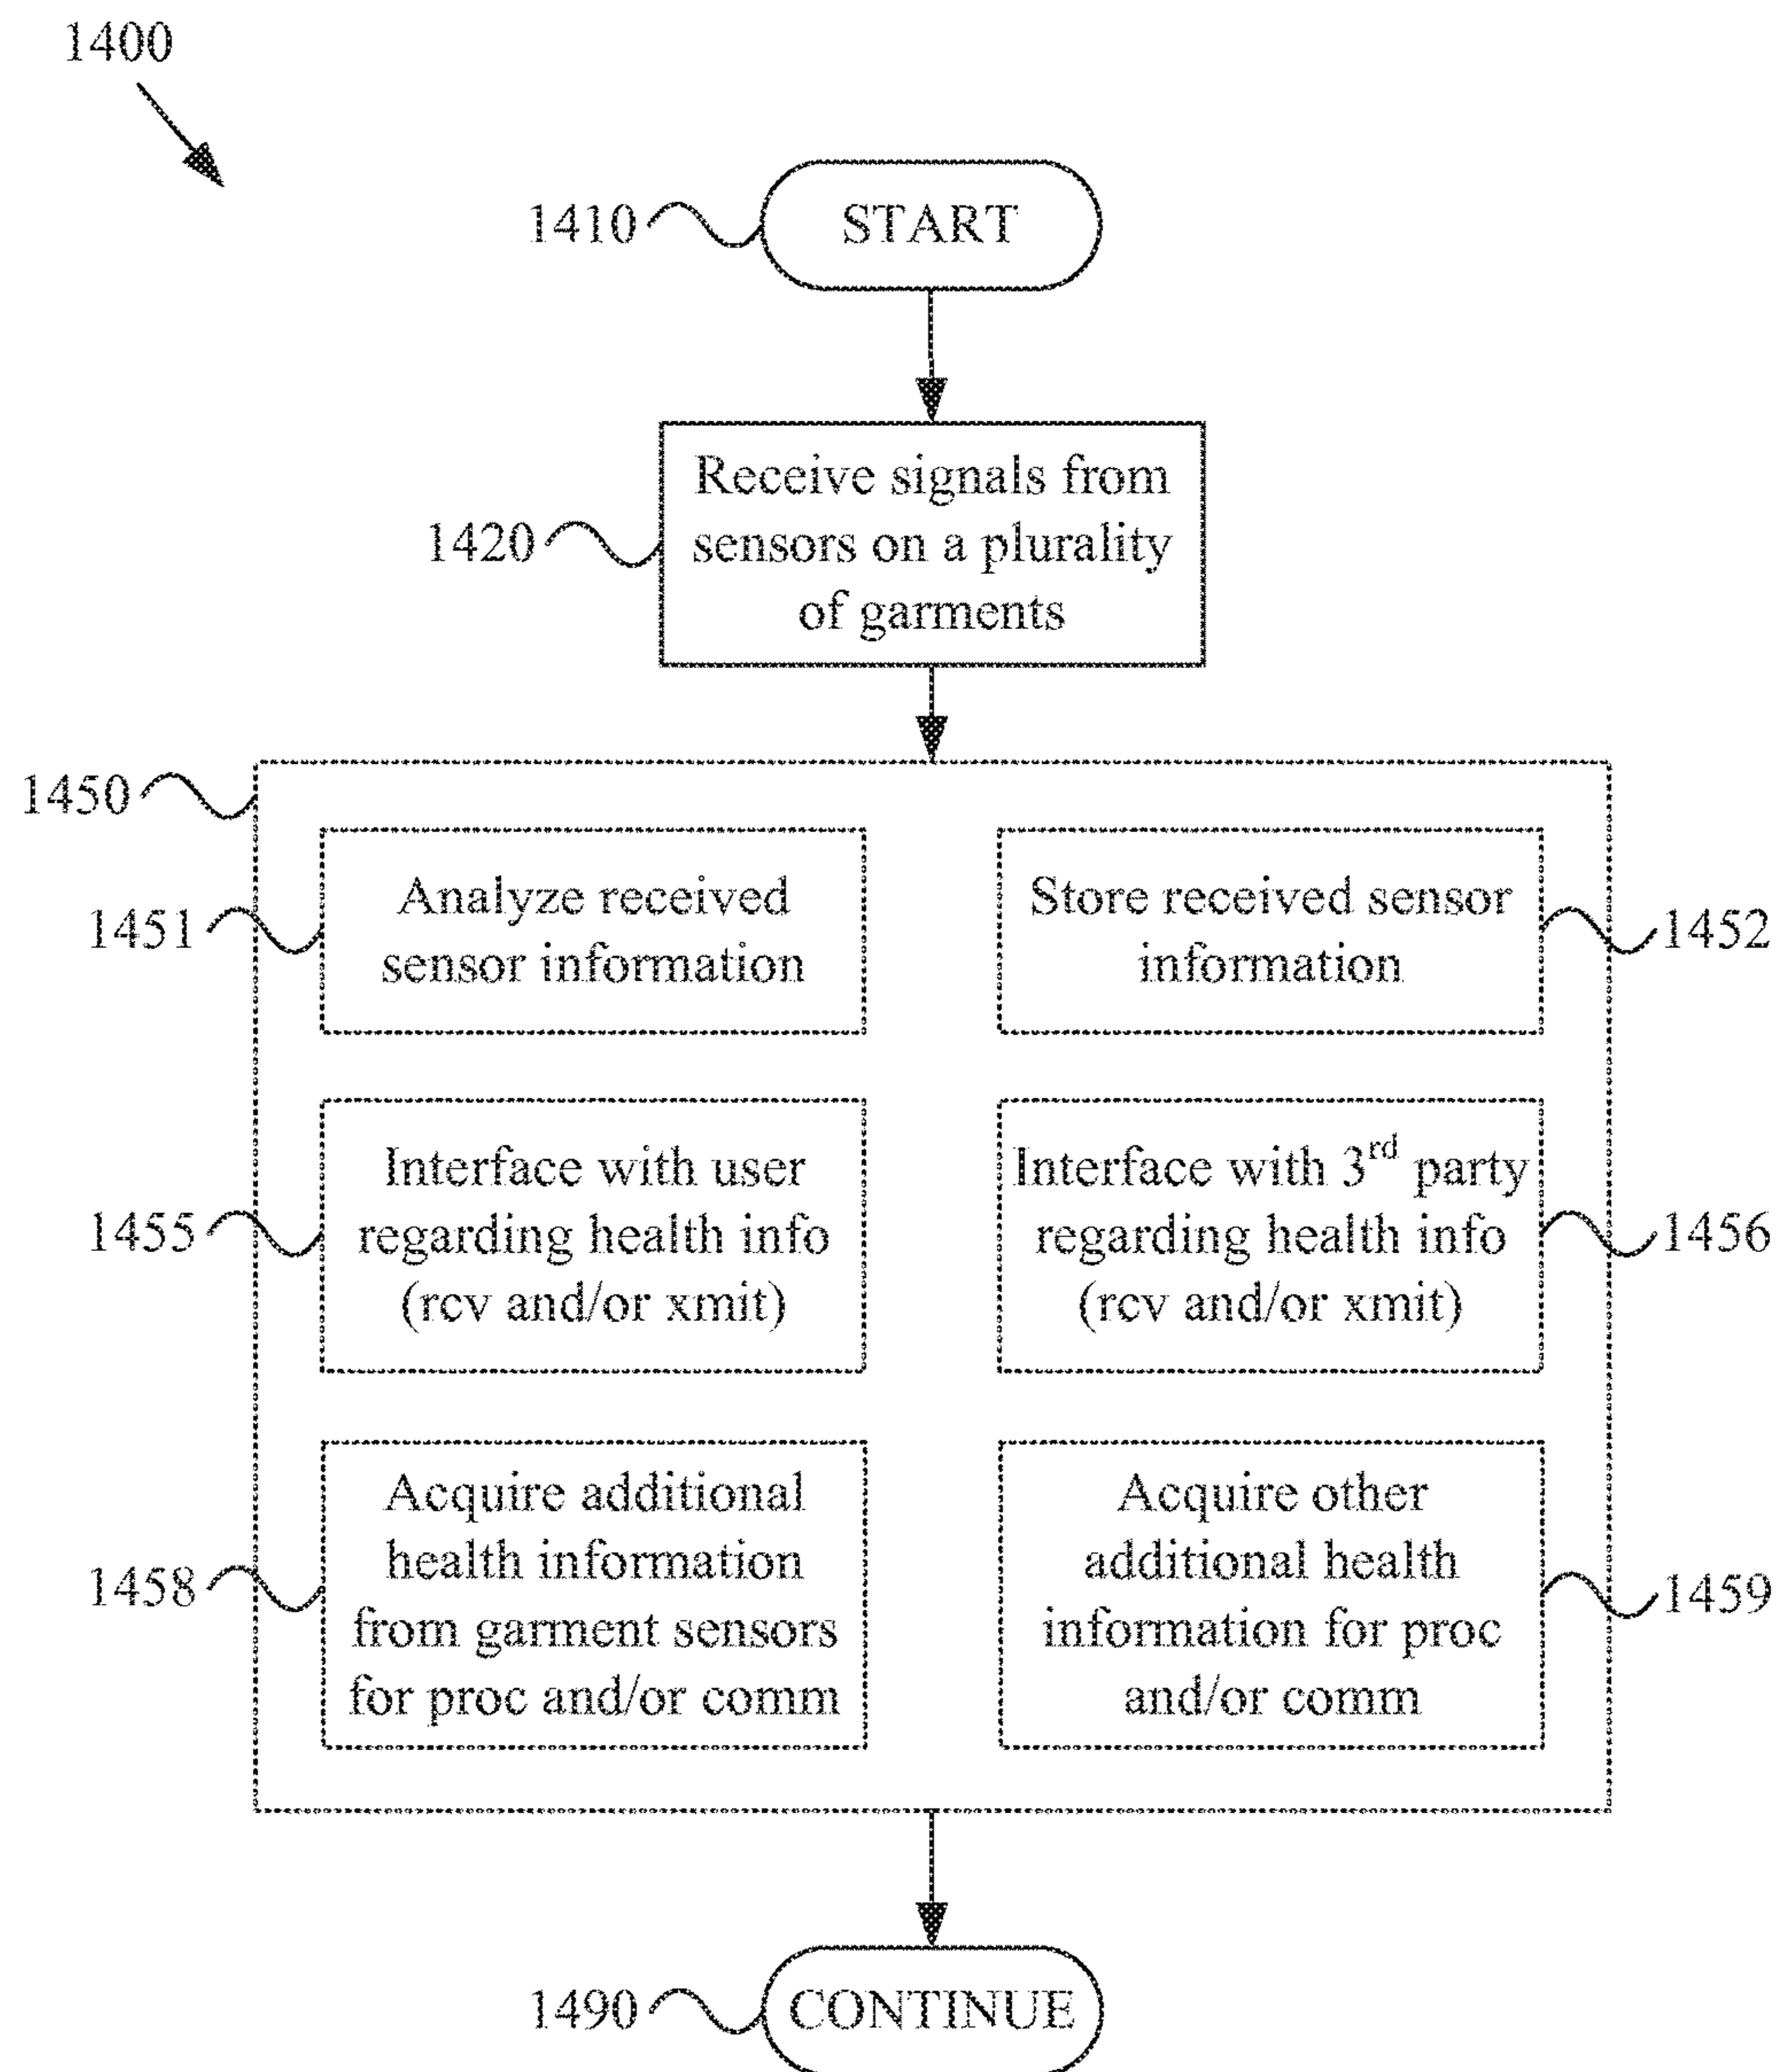 1400
1410
START
1420
Receive signals from
sensors on a plurality
of garments
1450
1451
Analyze received
sensor information
Store received sensor
information
1452
1455
Interface with user
regarding health info
(rcv and/or xmit)
Interface with 3rd party
regarding health info
(rcv and/or xmit)
1456
1458
Acquire additional
health information
from garment sensors
for proc and/or comm
Acquire other
additional health
information for proc
and/or comm
1459
1490
CONTINUE